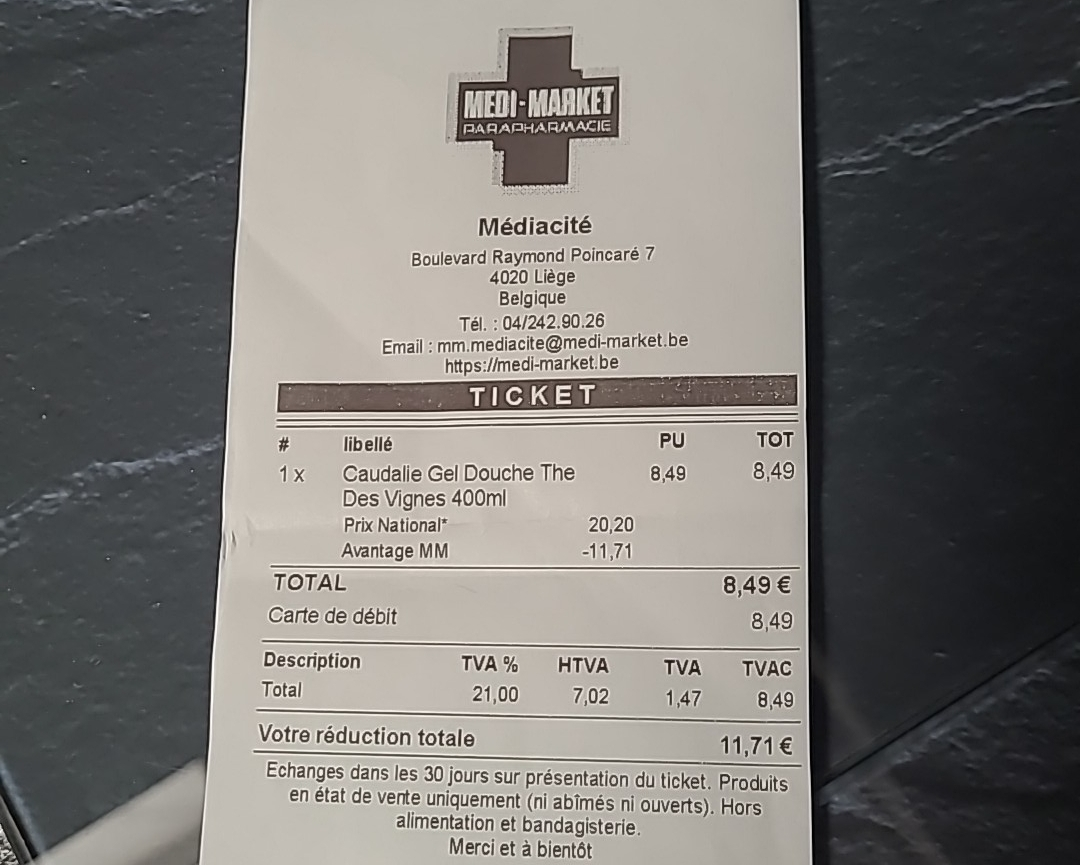 MEDI-MARKET
PARAPHARMACIE
Médiacité
Boulevard Raymond Poincaré 7
4020 Liège
Belgique
Tél. : 04/242.90.26
Email : mm.mediacite@medi-market.be
https://medi-market.be
TICKET
# libellé PU TOT
1 x Caudalie Gel Douche The 8,49 8,49
Des Vignes 400ml
Prix National* 20,20
Avantage MM -11,71
TOTAL 8,49 €
Carte de débit 8,49
Description TVA % HTVA TVA TVAC
Total 21,00 7,02 1,47 8,49
Votre réduction totale 11,71 €
Echanges dans les 30 jours sur présentation du ticket. Produits
en état de vente uniquement (ni abîmés ni ouverts). Hors
alimentation et bandagisterie.
Merci et à bientôt